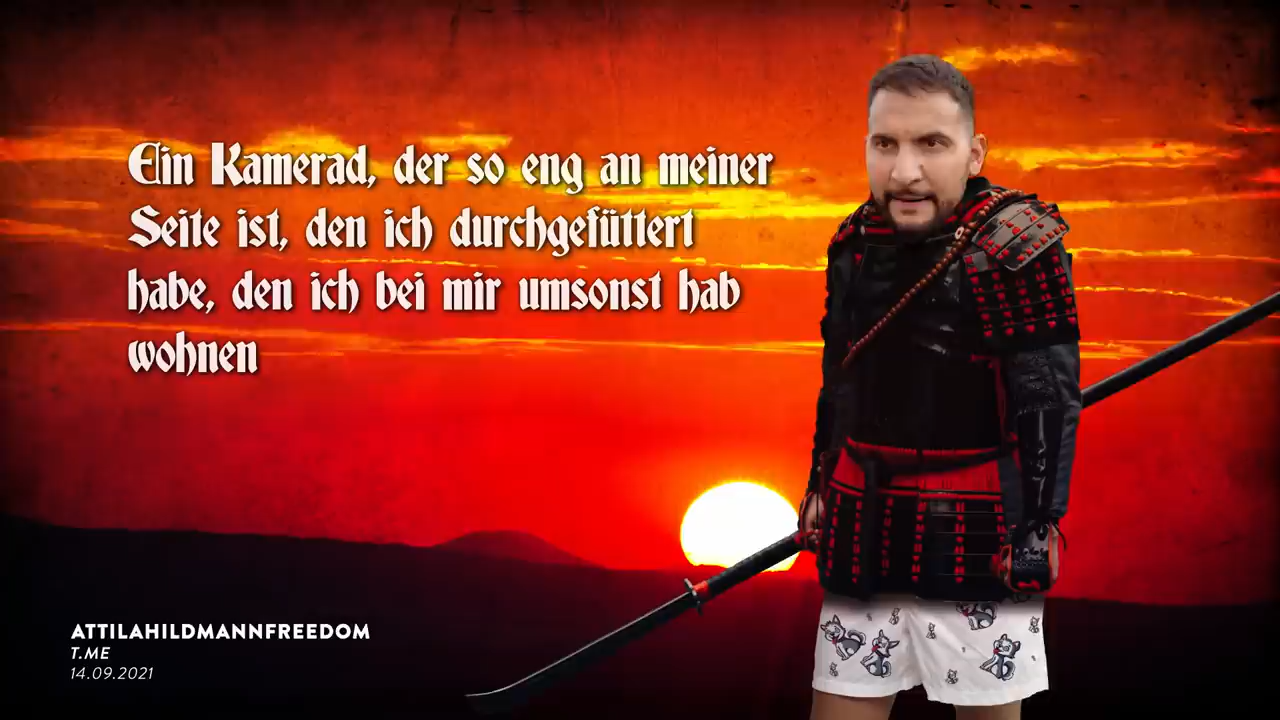 Ein Kamerad, der so eng an meiner
Seite ist, den ich durchgefüttert
habe, den ich bei mir umsonst hab
wohnen
ATTILAHILDMANNFREEDOM
T.ME
14.09.2021